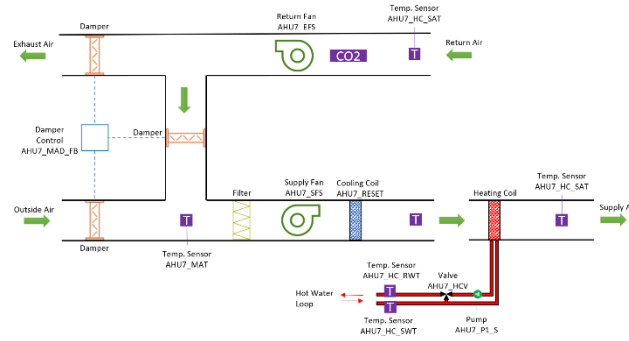 Temp. Sensor
AHU7_HC_SAT
Return Fan
AHU7_EFS
Damper
Exhaust Air
CO2
T
Return Air
Damper
Control
AHU7_MAD_FB
Damper
Filter
Supply Fan
AHU7_SFS
Cooling Coil
AHU7_RESET
Temp. Sensor
AHU7_HC_SAT
Heating Coil
Outside Air
T
T
T
Supply A
Damper
Temp. Sensor
AHU7_MAT
Temp. Sensor
AHU7_HC_RWT
Valve
AHU7_HCV
Hot Water
Loop
T
T
Temp. Sensor
AHU7_HC_SWT
Pump
AHU7_P1_S